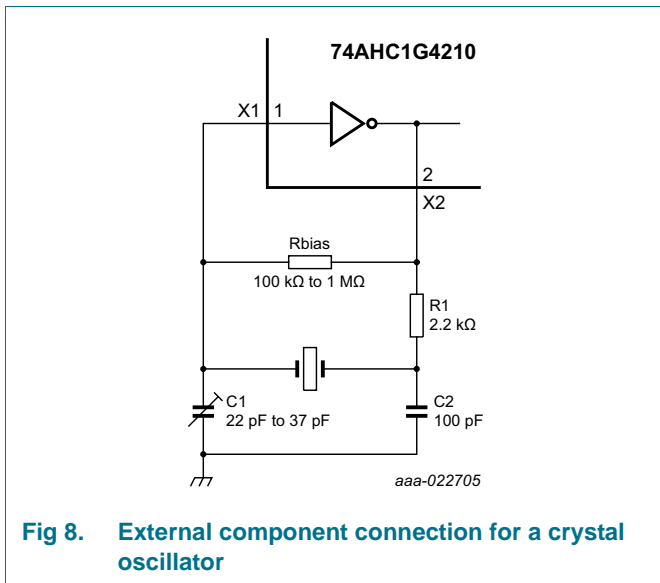 74AHC1G4210
X1 1
2
X2
Rbias
100 kΩ to 1 MΩ
R1
2.2 kΩ
C1
22 pF to 37 pF
C2
100 pF
aaa-022705
Fig 8. External component connection for a crystal
oscillator